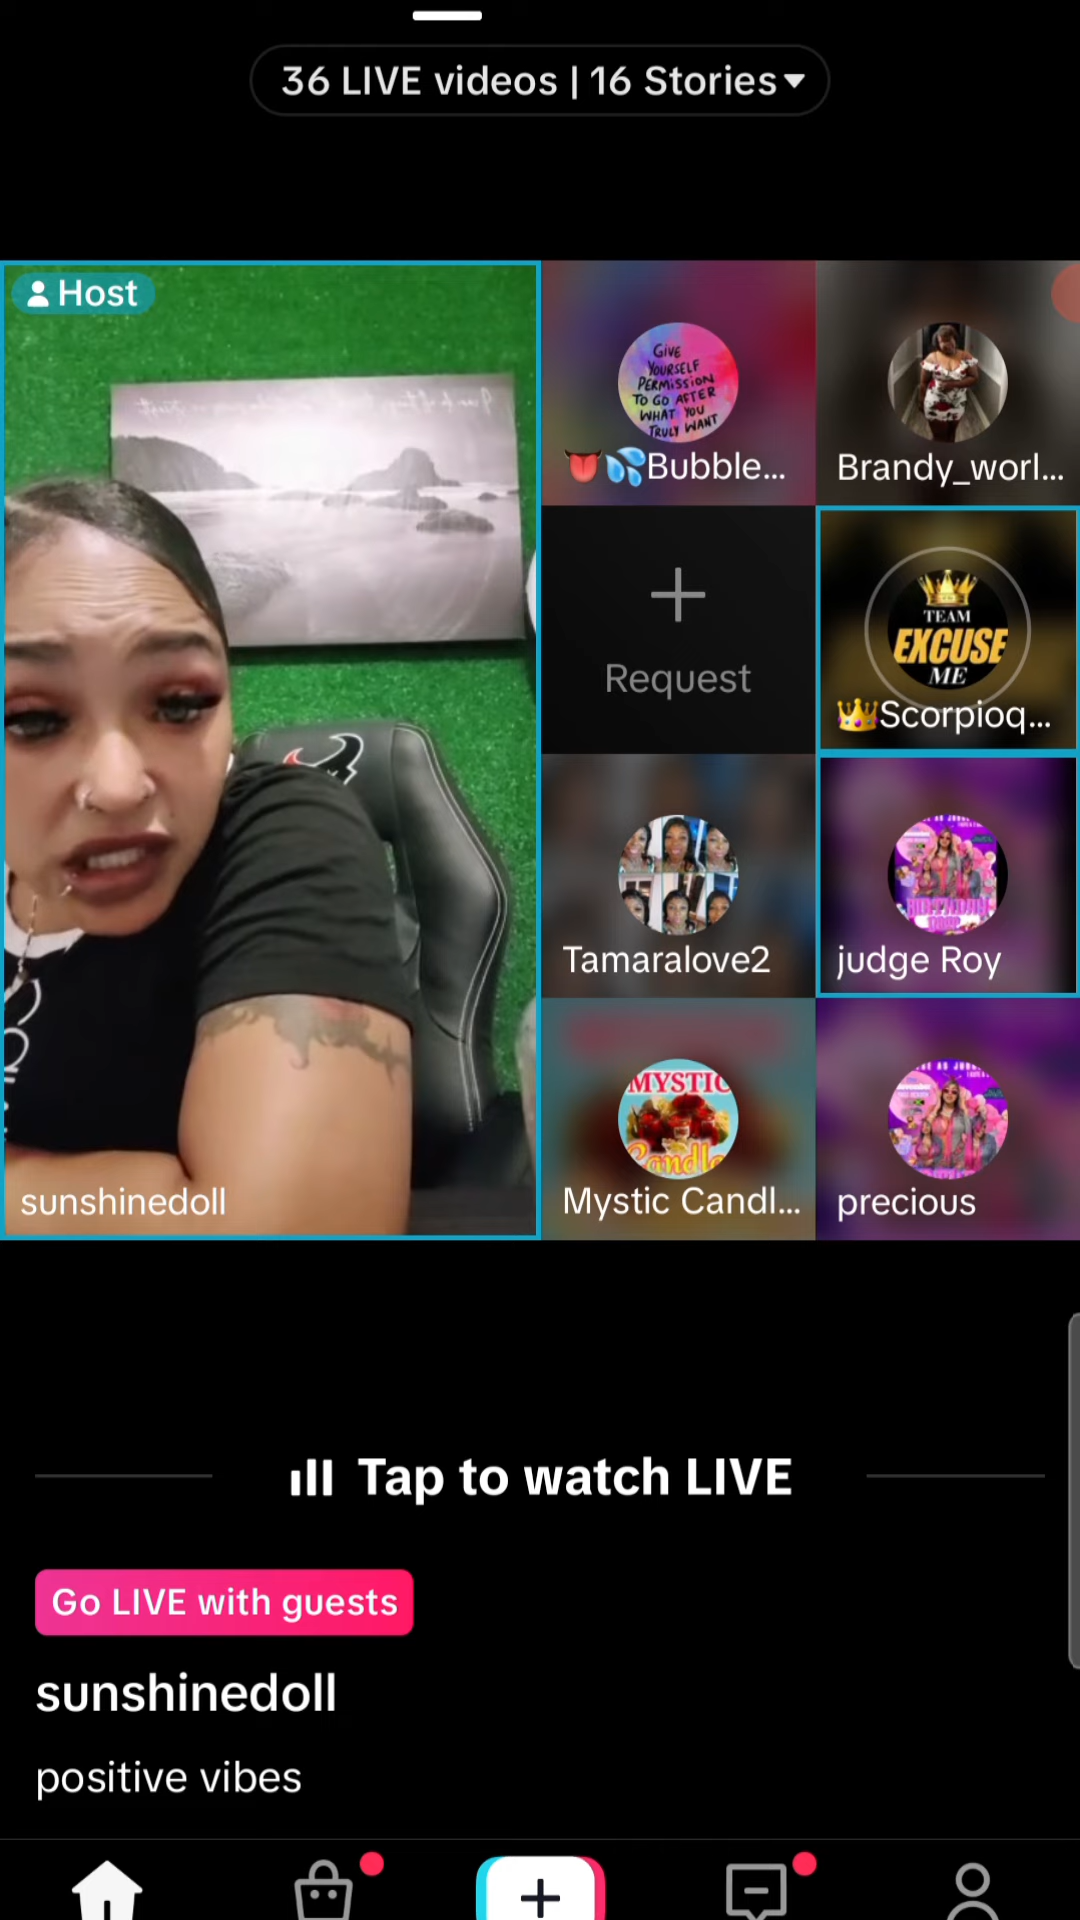 36 LIVE videos | 16 Stories
Host
GIVE
YOURSELF
PERMISSION
TO GO AFTER
WHAT YOU
TRULY WANT
👅💦Bubble...
Brandy_worl...
Request
TEAM
EXCUSE
ME
👑Scorpioq...
Tamaralove2
judge Roy
MYSTIC
Candle
Mystic Candl...
precious
sunshinedoll
Tap to watch LIVE
Go LIVE with guests
sunshinedoll
positive vibes